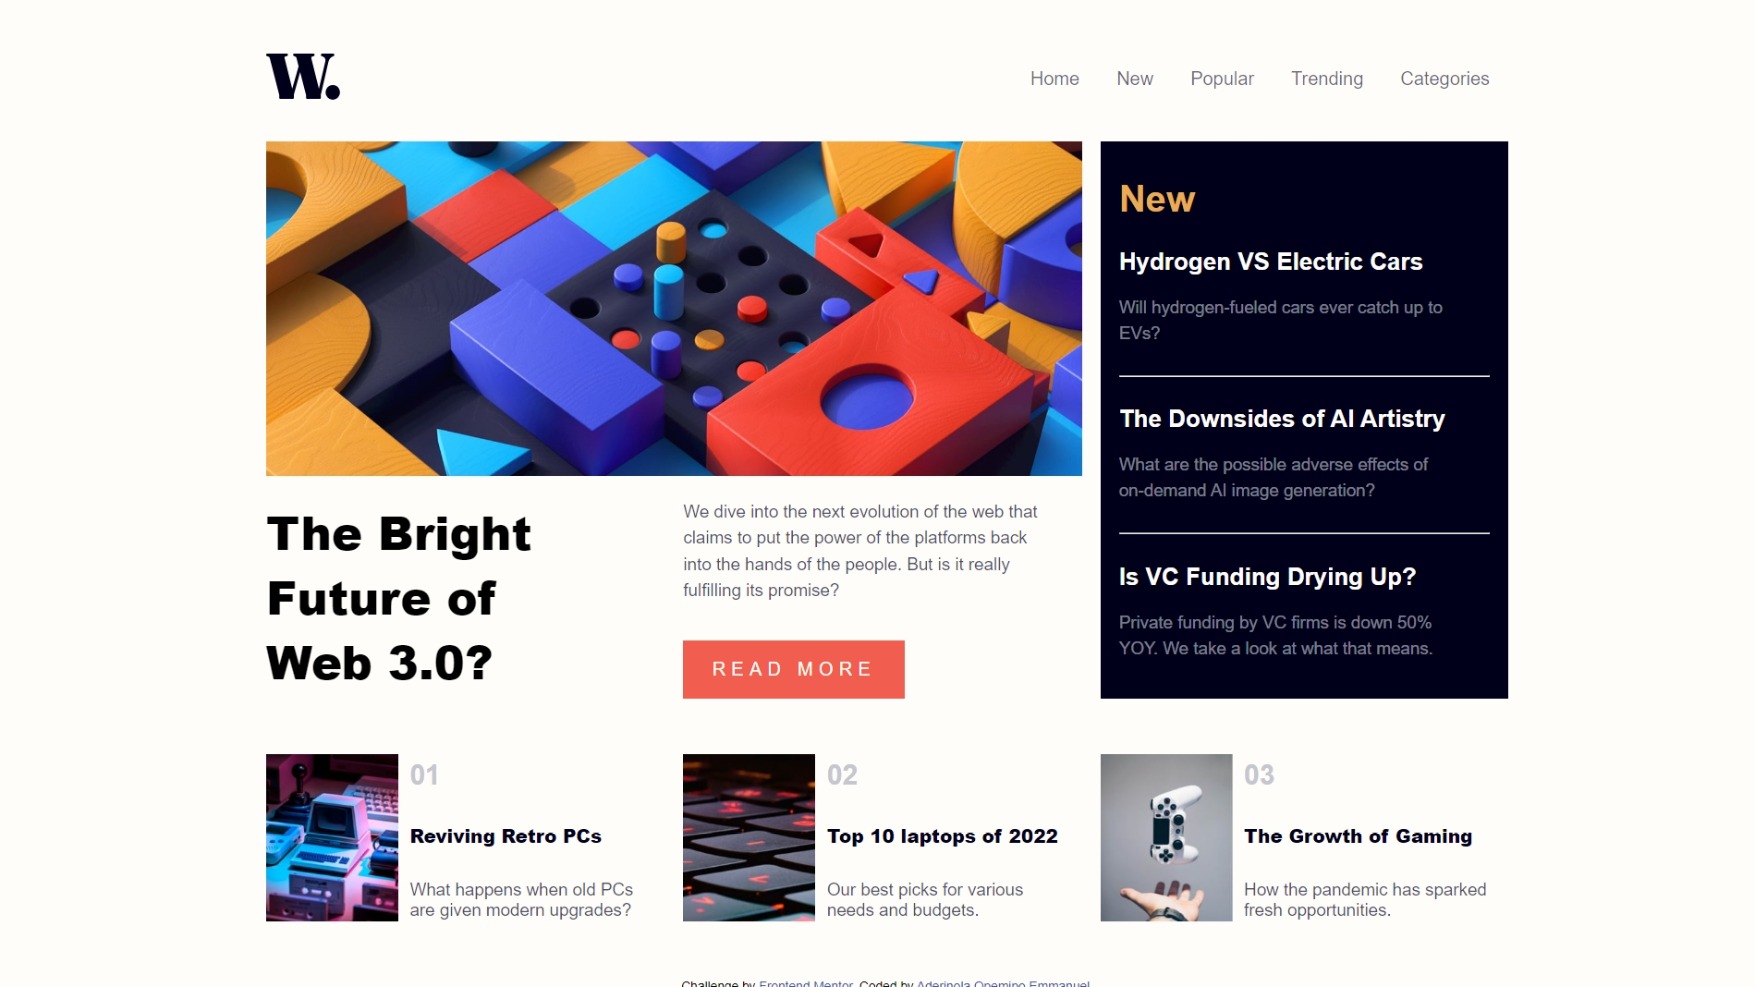 W.
Home New Popular Trending Categories
New
Hydrogen VS Electric Cars
Will hydrogen-fueled cars ever catch up to
EVs?
The Downsides of AI Artistry
What are the possible adverse effects of
on-demand AI image generation?
Is VC Funding Drying Up?
Private funding by VC firms is down 50%
YOY. We take a look at what that means.
The Bright
Future of
Web 3.0?
We dive into the next evolution of the web that
claims to put the power of the platforms back
into the hands of the people. But is it really
fulfilling its promise?
READ MORE
01
Reviving Retro PCs
What happens when old PCs
are given modern upgrades?
02
Top 10 laptops of 2022
Our best picks for various
needs and budgets.
03
The Growth of Gaming
How the pandemic has sparked
fresh opportunities.
Challenge by Frontend Mentor. Coded by Aderinola Opemipo Emmanuel